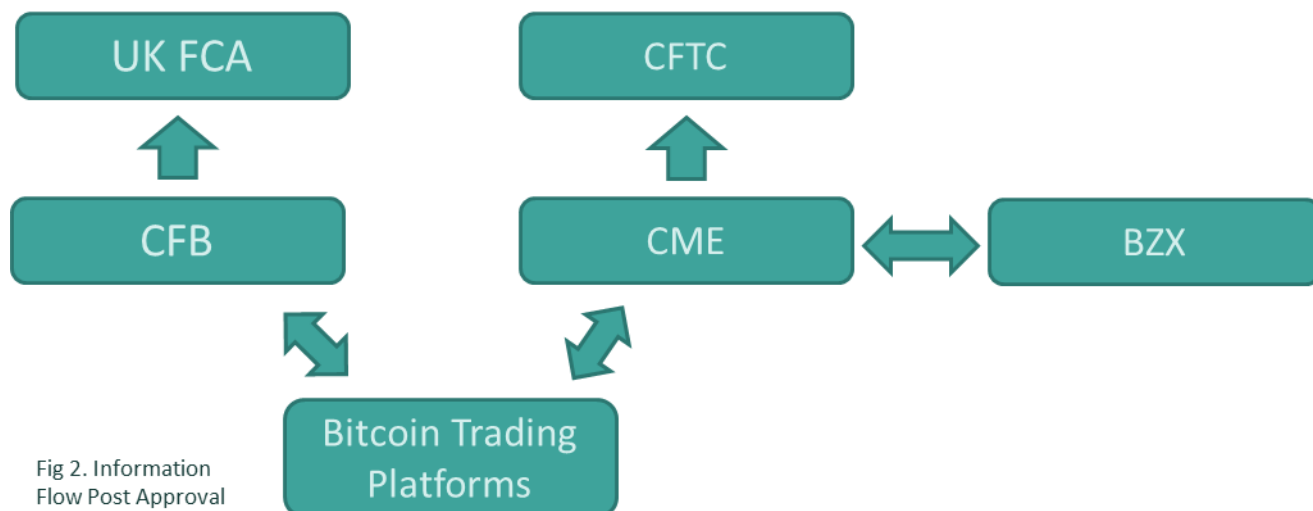 UK FCA
CFTC
CFB
CME
BZX
Bitcoin Trading
Platforms
Fig 2. Information
Flow Post Approval